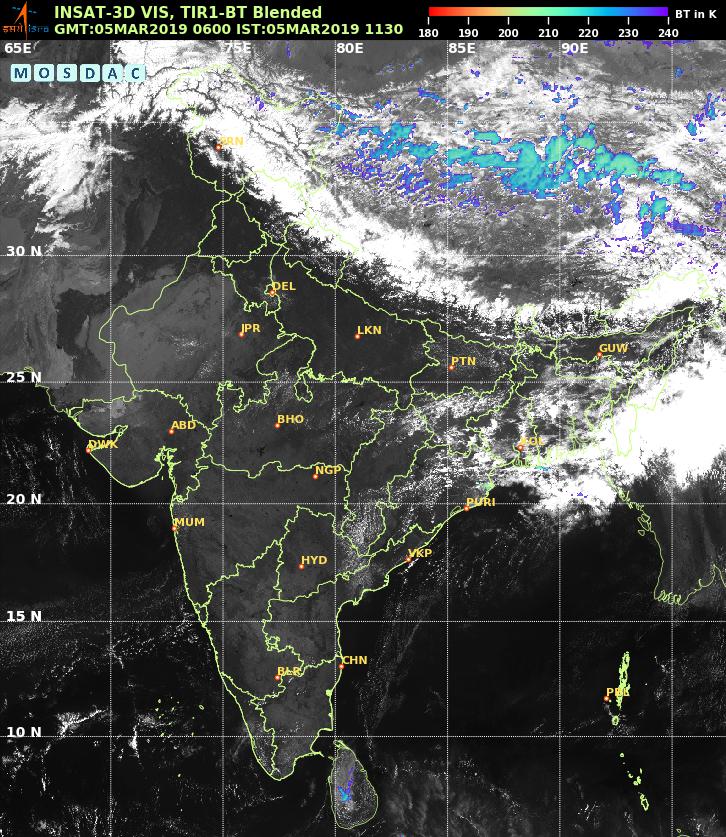 INSAT-3D VIS, TIR1-BT Blended
GMT:05MAR2019 0600 IST:05MAR2019 1130
BT in K
180 190 200 210 220 230 240
65E 75E 80E 85E 90E
M O S D A C
SRN
30 N
DEL
JPR LKN
GUW
PTN
25 N
BHO
ABD
DWK KOL
NGP
20 N PURI
MUM
VKP
HYD
15 N
CHN
BLR
PBL
10 N